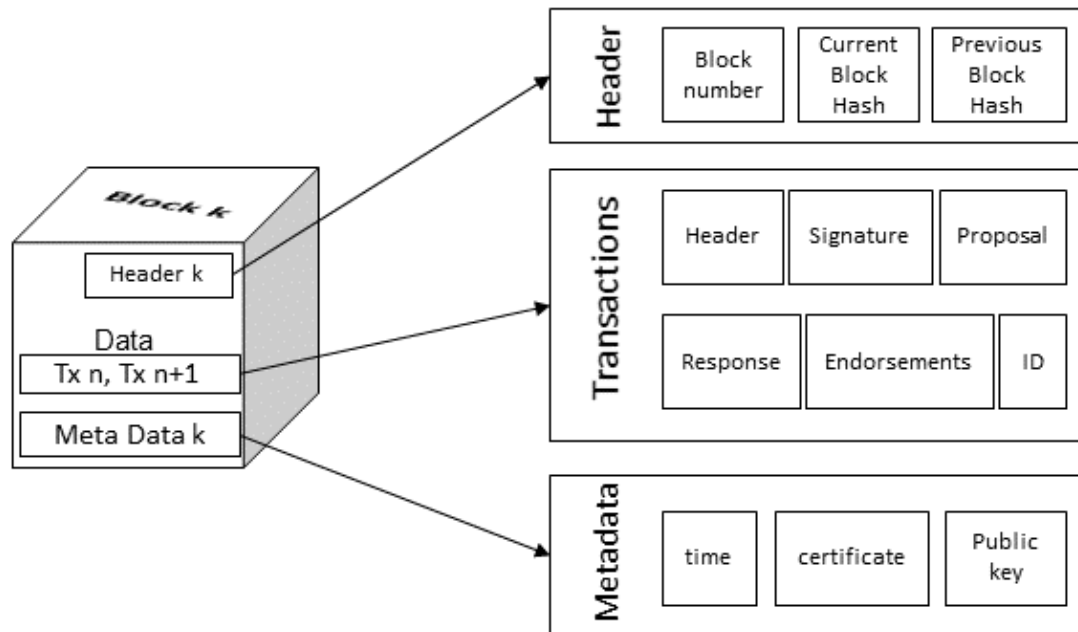 Block k
Header k
Data
Tx n, Tx n+1
Meta Data k
Header
Block
number
Current
Block
Hash
Previous
Block
Hash
Transactions
Header
Signature
Proposal
Response
Endorsements
ID
Metadata
time
certificate
Public
key